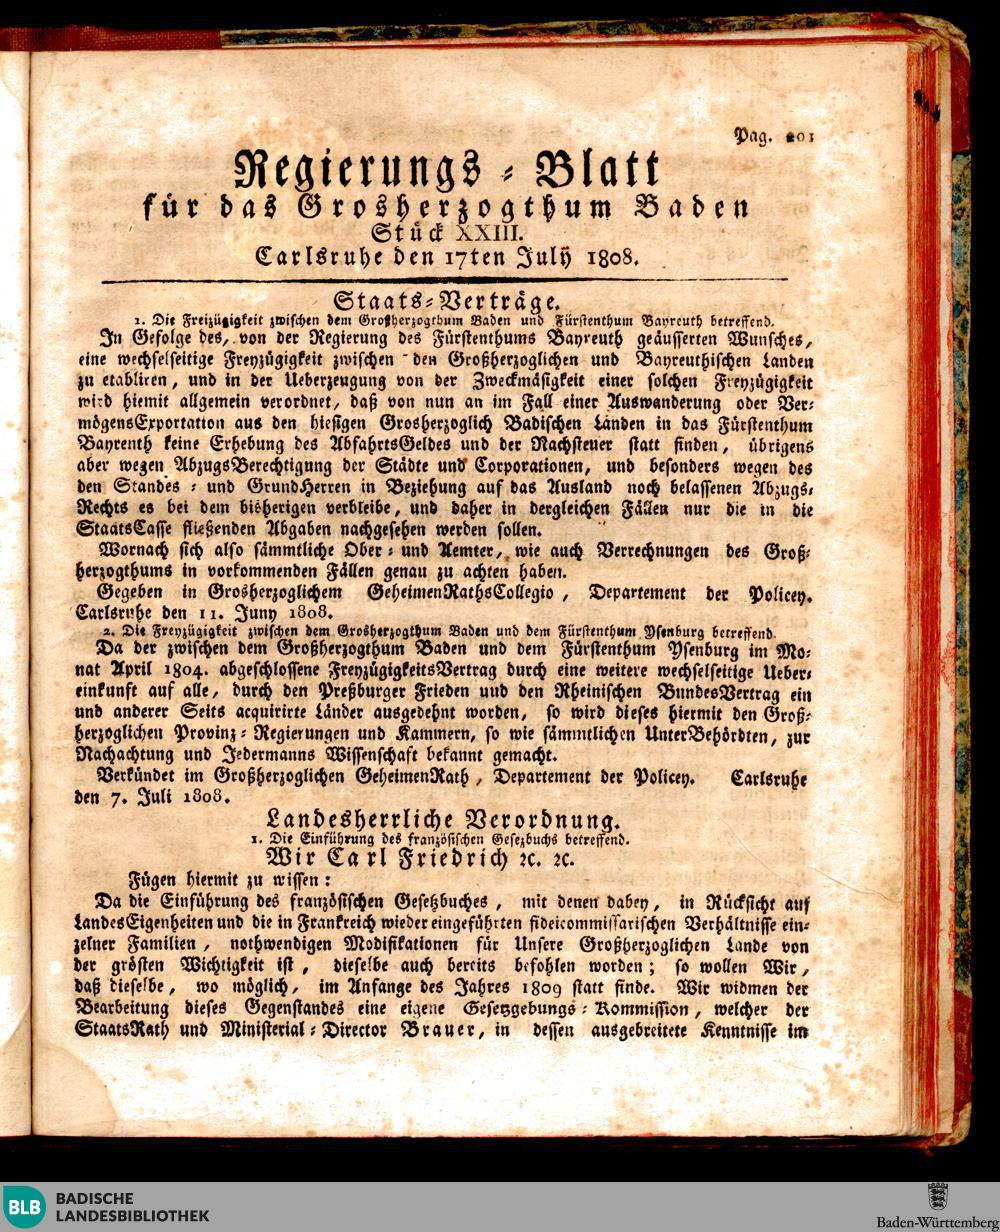 Pag. 201
Regierungs-Blatt
für das Grosherzogthum Baden
Stück XXIII.
Carlsruhe den 17ten July 1808.
Staats-Verträge.
1. Die Freizügigkeit zwischen dem Großherzogthum Baden und Fürstenthum Bayreuth betreffend.
In Gefolge des, von der Regierung des Fürstenthums Bayreuth geäusserten Wunsches,
eine wechselseitige Freyzügigkeit zwischen den Großherzoglichen und Bayreuthischen Landen
zu etabliren, und in der Ueberzeugung von der Zweckmäsigkeit einer solchen Freyzügigkeit
wird hiemit allgemein verordnet, daß von nun an im Fall einer Auswanderung oder Ver-
mögensExportation aus den hiesigen Grosherzoglich Badischen Landen in das Fürstenthum
Bayrenth keine Erhebung des AbfahrtsGeldes und der Nachsteuer statt finden, übrigens
aber wegen AbzugsBerechtigung der Städte und Corporationen, und besonders wegen des
den Standes- und GrundHerren in Beziehung auf das Ausland noch belassenen Abzugs-
Rechts es bei dem bisherigen verbleibe, und daher in dergleichen Fällen nur die in die
StaatsCasse fließenden Abgaben nachgesehen werden sollen.
Wornach sich also sämmtliche Ober- und Aemter, wie auch Verrechnungen des Groß-
herzogthums in vorkommenden Fällen genau zu achten haben.
Gegeben in Grosherzoglichem GeheimenRathsCollegio, Departement der Policey.
Carlsruhe den 11. Juny 1808.
2. Die Freyzügigkeit zwischen dem Grosherzogthum Baden und dem Fürstenthum Ysenburg betreffend.
Da der zwischen dem Großherzogthum Baden und dem Fürstenthum Ysenburg im Mo-
nat April 1804. abgeschlossene FreyzügigkeitsVertrag durch eine weitere wechselseitige Ueber-
einkunft auf alle, durch den Preßburger Frieden und den Rheinischen BundesVertrag ein
und anderer Seits acquirirte Länder ausgedehnt worden, so wird dieses hiermit den Groß-
herzoglichen Provinz-Regierungen und Kammern, so wie sämmtlichen UnterBehördten, zur
Nachachtung und Jedermanns Wissenschaft bekannt gemacht.
Verkündet im Großherzoglichen GeheimenRath, Departement der Policey. Carlsruhe
den 7. Juli 1808.
Landesherrliche Verordnung.
1. Die Einführung des französischen Gesezbuchs betreffend.
Wir Carl Friedrich ꝛc. ꝛc.
Fügen hiermit zu wissen:
Da die Einführung des französischen Gesetzbuches, mit denen dabey, in Rücksicht auf
LandesEigenheiten und die in Frankreich wieder eingeführten fideicommissarischen Verhältnisse ein-
zelner Familien, nothwendigen Modifikationen für Unsere Großherzoglichen Lande von
der grösten Wichtigkeit ist, dieselbe auch bereits befohlen worden; so wollen Wir,
daß dieselbe, wo möglich, im Anfange des Jahres 1809 statt finde. Wir widmen der
Bearbeitung dieses Gegenstandes eine eigene Gesetzgebungs-Kommission, welcher der
StaatsRath und Ministerial-Director Brauer, in dessen ausgebreitete Kenntnisse im
BLB BADISCHE
LANDESBIBLIOTHEK
Baden-Württemberg